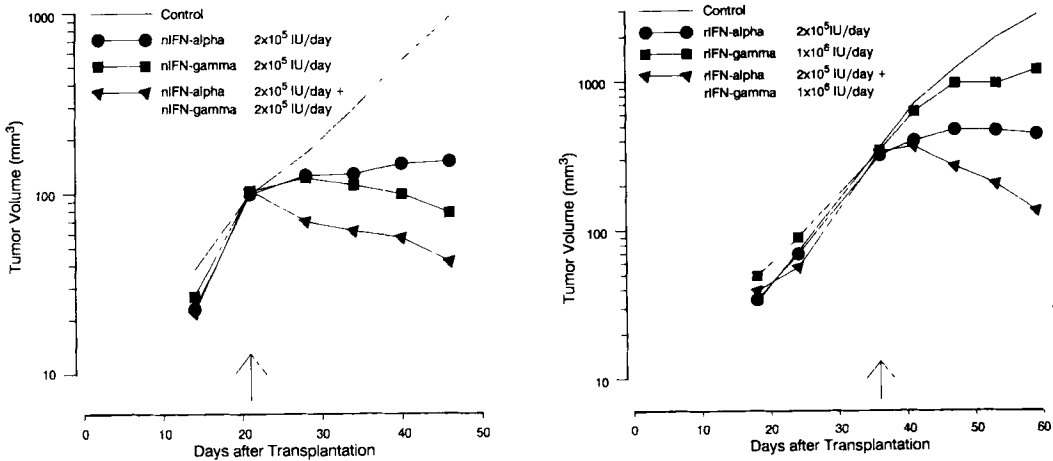 Control
nIFN-alpha 2x10⁵ IU/day
nIFN-gamma 2x10⁵ IU/day
nIFN-alpha 2x10⁵ IU/day +
nIFN-gamma 2x10⁵ IU/day
1000
100
10
Tumor Volume (mm³)
0 10 20 30 40 50
Days after Transplantation
Control
rIFN-alpha 2x10⁵IU/day
rIFN-gamma 1x10⁶ IU/day
rIFN-alpha 2x10⁵ IU/day +
rIFN-gamma 1x10⁶ IU/day
1000
100
10
Tumor Volume (mm³)
0 10 20 30 40 50 60
Days after Transplantation